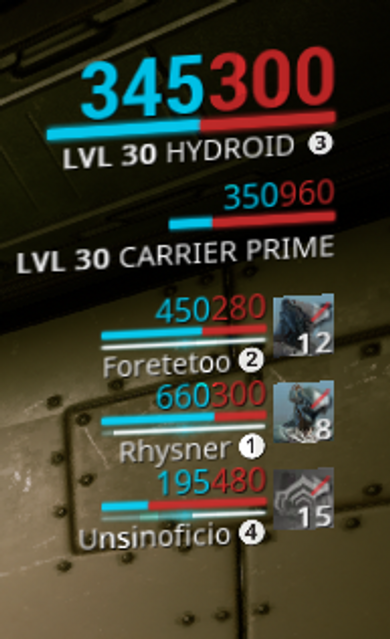 345300
LVL 30 HYDROID 3
350960
LVL 30 CARRIER PRIME
450280
12
Foretetoo 2
660300
8
Rhysner 1
195480
15
Unsinoficio 4